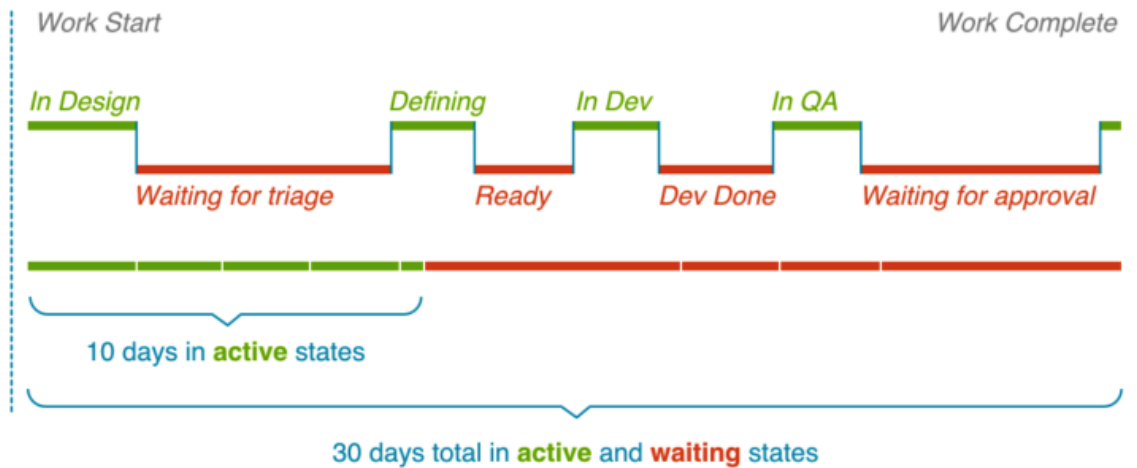 Work Start
Work Complete
In Design
Defining
In Dev
In QA
Waiting for triage
Ready
Dev Done
Waiting for approval
10 days in active states
30 days total in active and waiting states